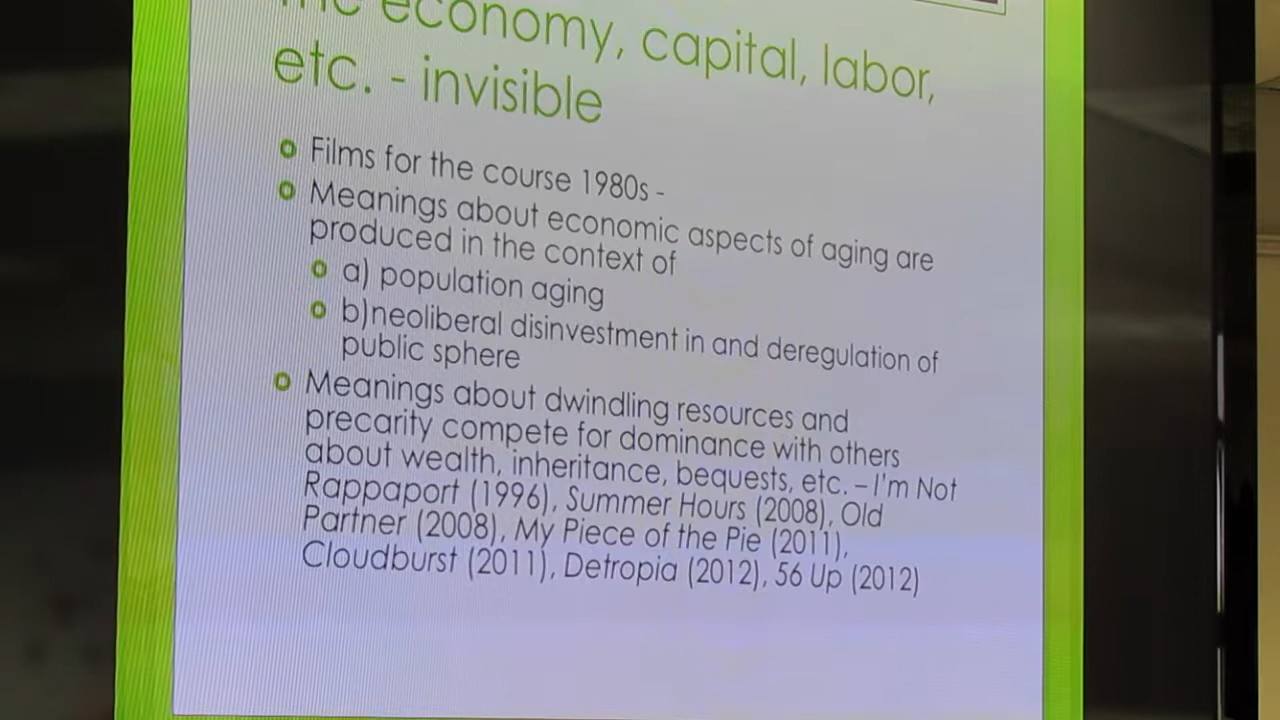 The economy, capital, labor,
etc. - invisible
Films for the course 1980s -
Meanings about economic aspects of aging are
produced in the context of
a) population aging
b)neoliberal disinvestment in and deregulation of
public sphere
Meanings about dwindling resources and
precarity compete for dominance with others
about wealth, inheritance, bequests, etc. – I'm Not
Rappaport (1996), Summer Hours (2008), Old
Partner (2008), My Piece of the Pie (2011),
Cloudburst (2011), Detropia (2012), 56 Up (2012)